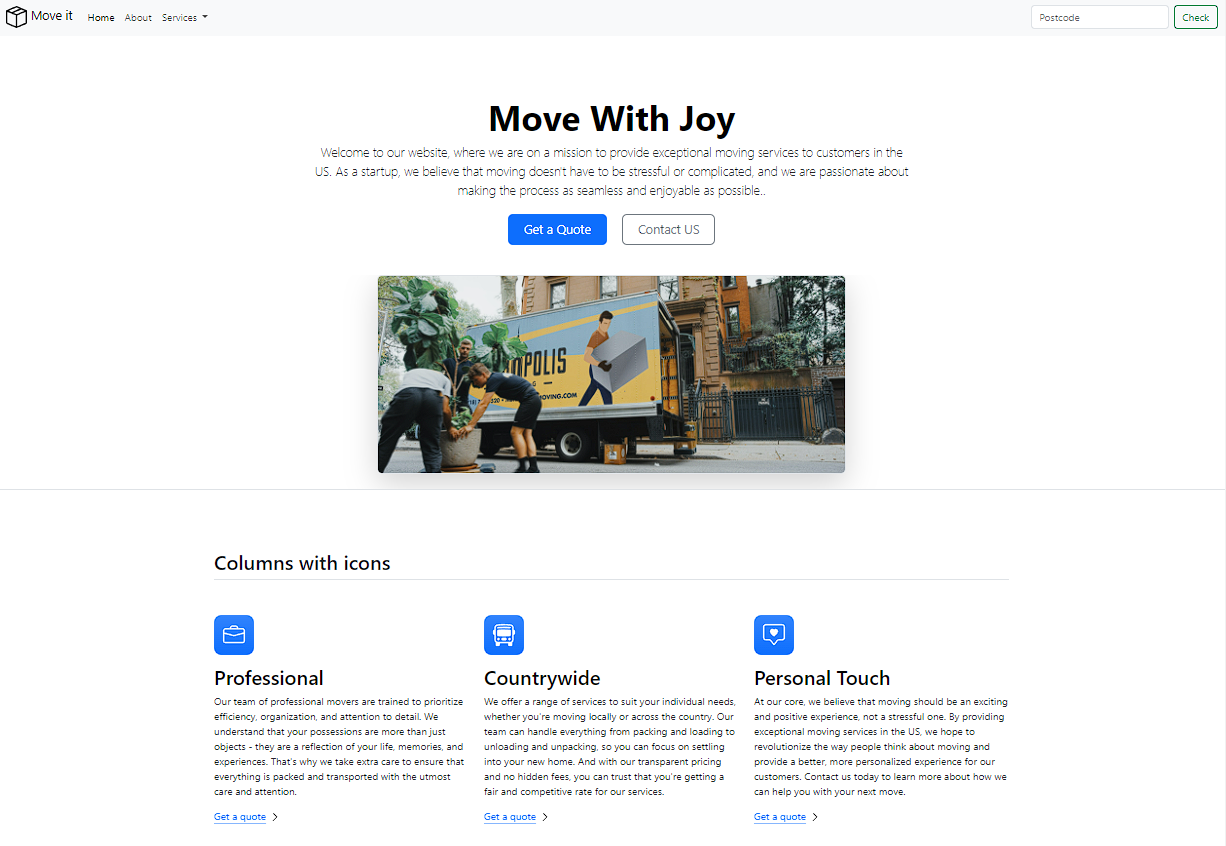 Move it Home About Services Postcode Check
Move With Joy
Welcome to our website, where we are on a mission to provide exceptional moving services to customers in the
US. As a startup, we believe that moving doesn't have to be stressful or complicated, and we are passionate about
making the process as seamless and enjoyable as possible..
Get a Quote Contact US
POLIS
MOVING.COM
Columns with icons
Professional
Our team of professional movers are trained to prioritize
efficiency, organization, and attention to detail. We
understand that your possessions are more than just
objects - they are a reflection of your life, memories, and
experiences. That's why we take extra care to ensure that
everything is packed and transported with the utmost
care and attention.
Get a quote
Countrywide
We offer a range of services to suit your individual needs,
whether you're moving locally or across the country. Our
team can handle everything from packing and loading to
unloading and unpacking, so you can focus on settling
into your new home. And with our transparent pricing
and no hidden fees, you can trust that you're getting a
fair and competitive rate for our services.
Get a quote
Personal Touch
At our core, we believe that moving should be an exciting
and positive experience, not a stressful one. By providing
exceptional moving services in the US, we hope to
revolutionize the way people think about moving and
provide a better, more personalized experience for our
customers. Contact us today to learn more about how we
can help you with your next move.
Get a quote